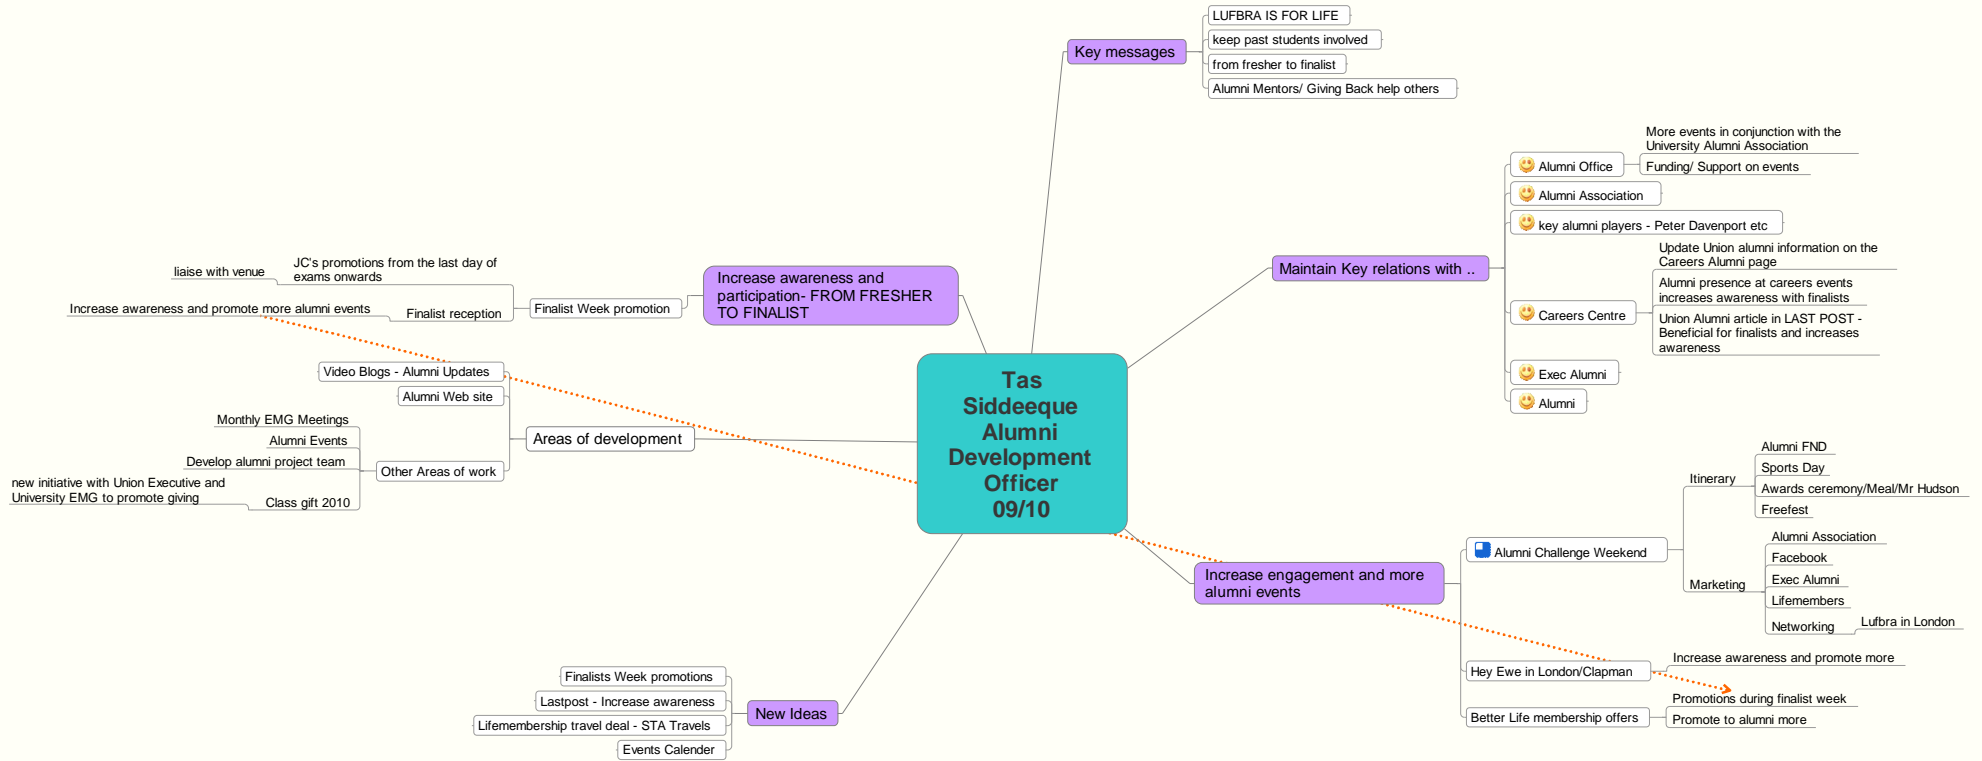 Tas
Siddeeque
Alumni
Development
Officer
09/10
Key messages
LUFBRA IS FOR LIFE
keep past students involved
from fresher to finalist
Alumni Mentors/ Giving Back help others
Maintain Key relations with ..
Alumni Office
More events in conjunction with the
University Alumni Association
Funding/ Support on events
Alumni Association
key alumni players - Peter Davenport etc
Careers Centre
Update Union alumni information on the
Careers Alumni page
Alumni presence at careers events
increases awareness with finalists
Union Alumni article in LAST POST -
Beneficial for finalists and increases
awareness
Exec Alumni
Alumni
Increase engagement and more
alumni events
Alumni Challenge Weekend
Itinerary
Alumni FND
Sports Day
Awards ceremony/Meal/Mr Hudson
Freefest
Marketing
Alumni Association
Facebook
Exec Alumni
Lifemembers
Networking
Lufbra in London
Hey Ewe in London/Clapman
Increase awareness and promote more
Better Life membership offers
Promotions during finalist week
Promote to alumni more
Increase awareness and
participation- FROM FRESHER
TO FINALIST
Finalist Week promotion
JC's promotions from the last day of
exams onwards
liaise with venue
Finalist reception
Increase awareness and promote more alumni events
Areas of development
Video Blogs - Alumni Updates
Alumni Web site
Other Areas of work
Monthly EMG Meetings
Alumni Events
Develop alumni project team
Class gift 2010
new initiative with Union Executive and
University EMG to promote giving
New Ideas
Finalists Week promotions
Lastpost - Increase awareness
Lifemembership travel deal - STA Travels
Events Calender